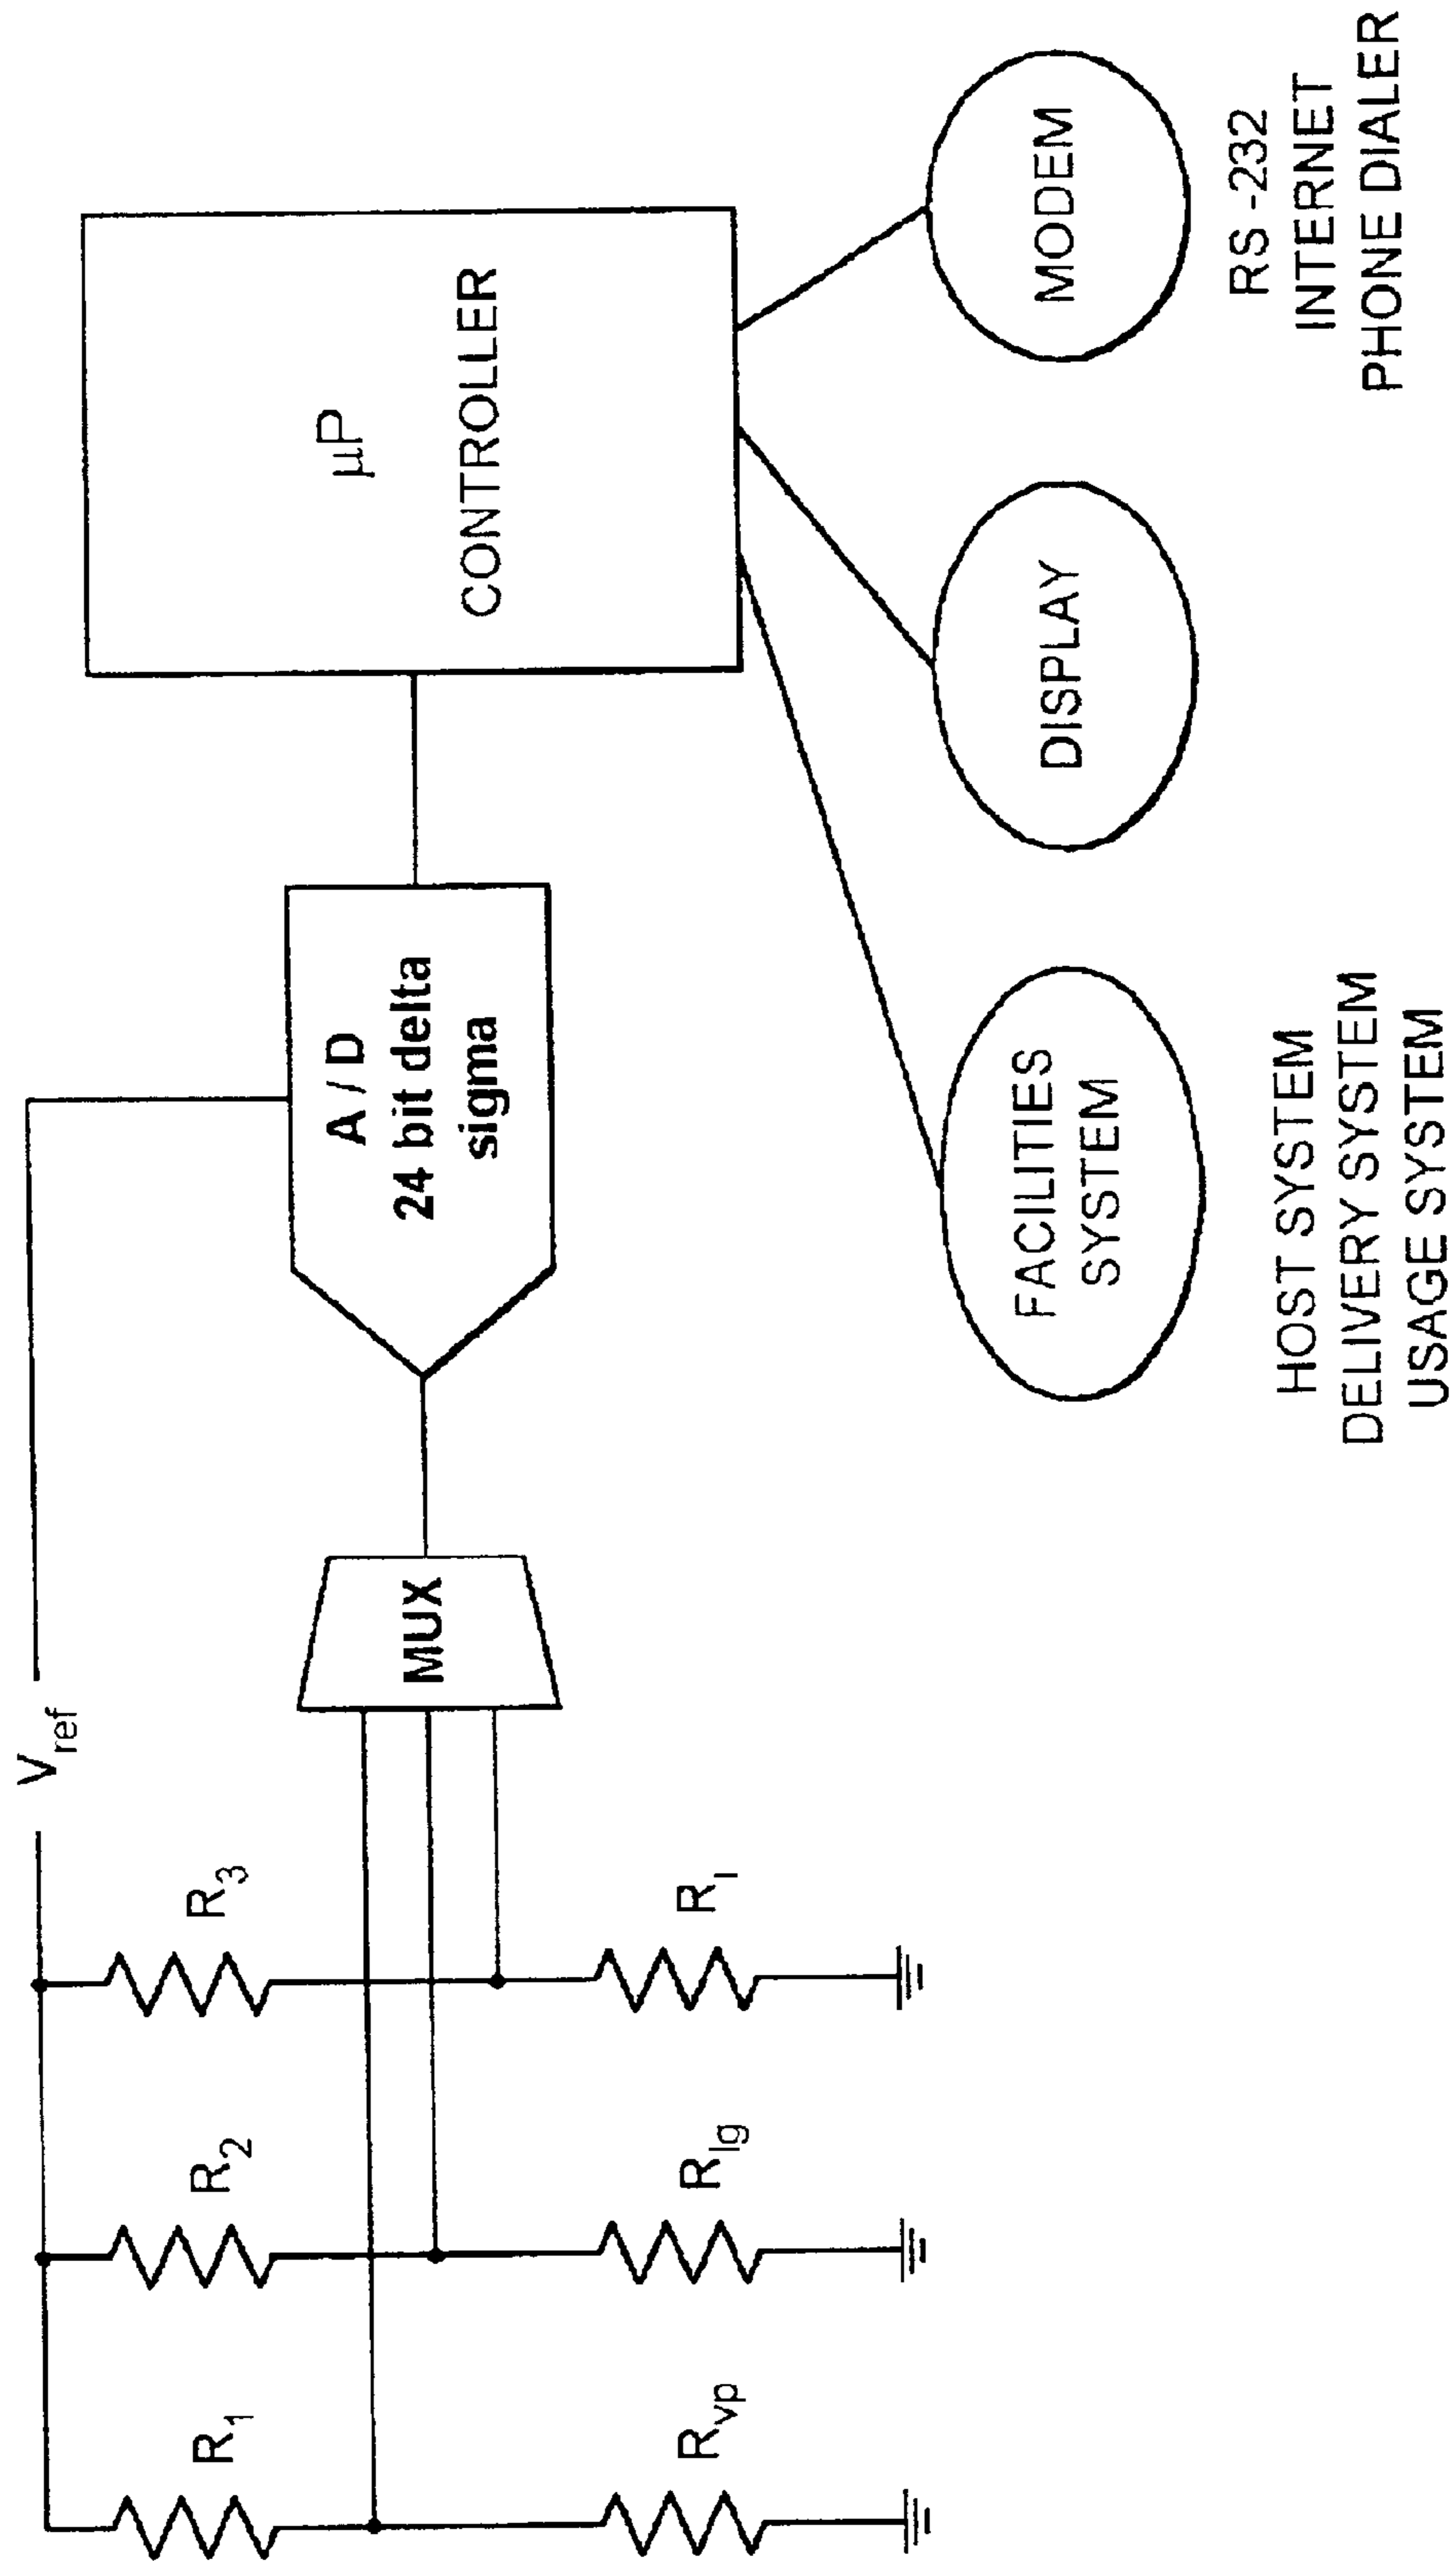 V_ref
R_1
R_2
R_3
R_vp
R_lg
R_l
MUX
A / D
24 bit delta
sigma
µP
CONTROLLER
FACILITIES
SYSTEM
HOST SYSTEM
DELIVERY SYSTEM
USAGE SYSTEM
DISPLAY
MODEM
RS -232
INTERNET
PHONE DIALER